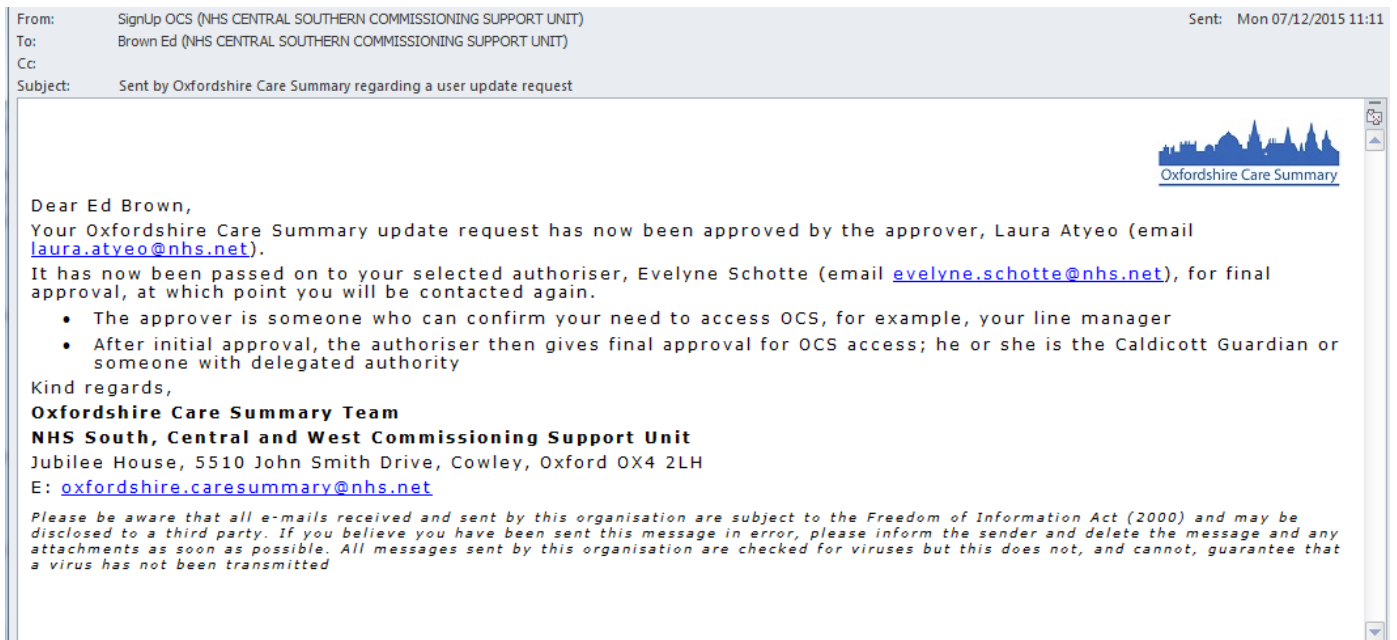 From: SignUp OCS (NHS CENTRAL SOUTHERN COMMISSIONING SUPPORT UNIT) Sent: Mon 07/12/2015 11:11
To: Brown Ed (NHS CENTRAL SOUTHERN COMMISSIONING SUPPORT UNIT)
Cc:
Subject: Sent by Oxfordshire Care Summary regarding a user update request
Oxfordshire Care Summary
Dear Ed Brown,
Your Oxfordshire Care Summary update request has now been approved by the approver, Laura Atyeo (email
laura.atyeo@nhs.net).
It has now been passed on to your selected authoriser, Evelyne Schotte (email evelyne.schotte@nhs.net), for final
approval, at which point you will be contacted again.
• The approver is someone who can confirm your need to access OCS, for example, your line manager
• After initial approval, the authoriser then gives final approval for OCS access; he or she is the Caldicott Guardian or
someone with delegated authority
Kind regards,
Oxfordshire Care Summary Team
NHS South, Central and West Commissioning Support Unit
Jubilee House, 5510 John Smith Drive, Cowley, Oxford OX4 2LH
E: oxfordshire.caresummary@nhs.net
Please be aware that all e-mails received and sent by this organisation are subject to the Freedom of Information Act (2000) and may be
disclosed to a third party. If you believe you have been sent this message in error, please inform the sender and delete the message and any
attachments as soon as possible. All messages sent by this organisation are checked for viruses but this does not, and cannot, guarantee that
a virus has not been transmitted